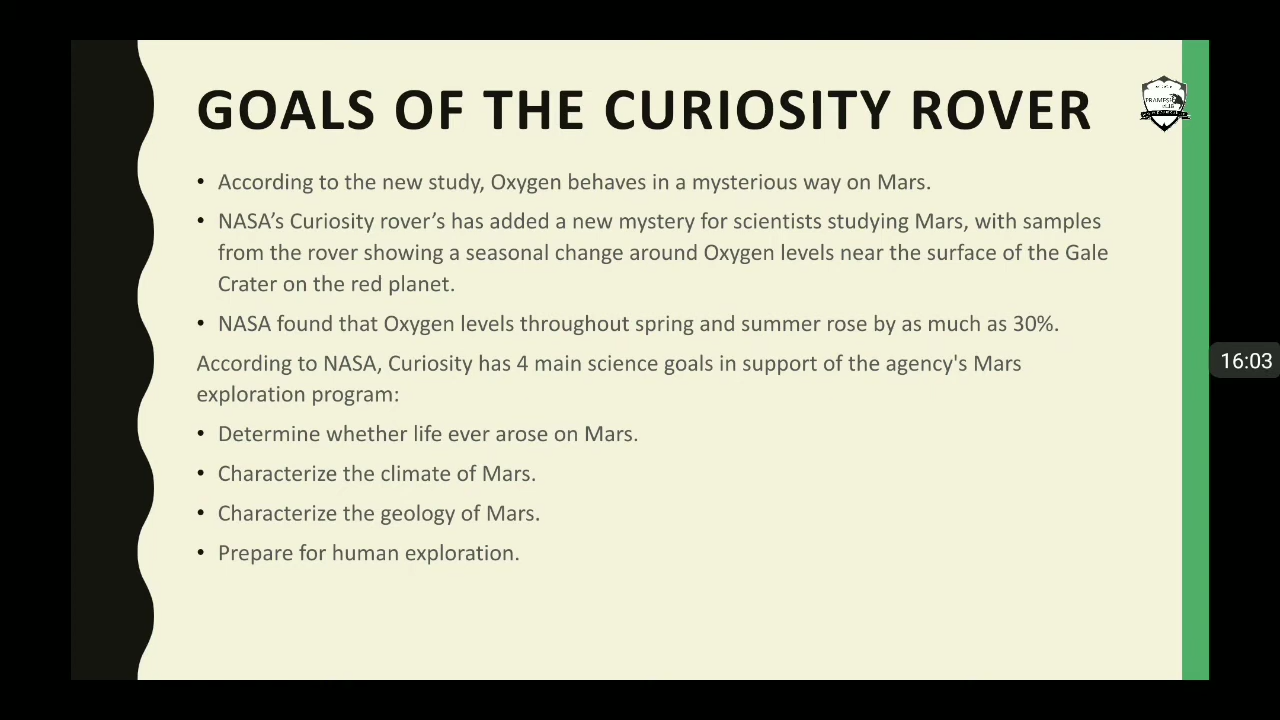 GOALS OF THE CURIOSITY ROVER
• According to the new study, Oxygen behaves in a mysterious way on Mars.
• NASA’s Curiosity rover’s has added a new mystery for scientists studying Mars, with samples
from the rover showing a seasonal change around Oxygen levels near the surface of the Gale
Crater on the red planet.
• NASA found that Oxygen levels throughout spring and summer rose by as much as 30%.
According to NASA, Curiosity has 4 main science goals in support of the agency's Mars
exploration program:
• Determine whether life ever arose on Mars.
• Characterize the climate of Mars.
• Characterize the geology of Mars.
• Prepare for human exploration.
16:03